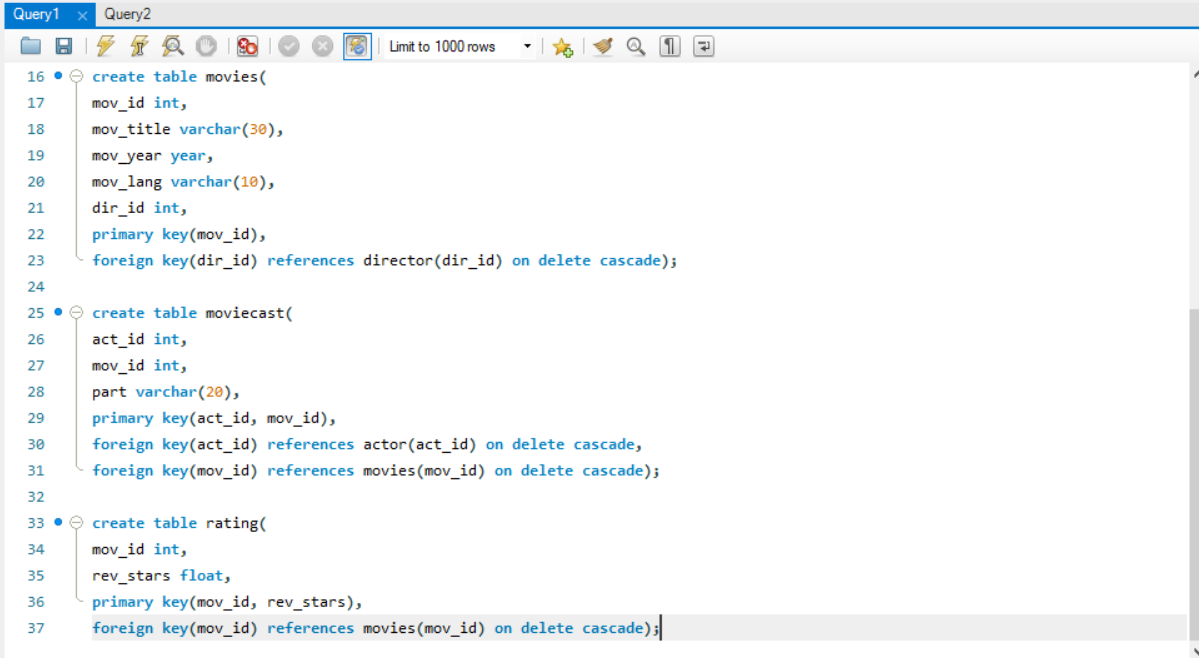 Query1 × Query2
Limit to 1000 rows
16 create table movies(
17 mov_id int,
18 mov_title varchar(30),
19 mov_year year,
20 mov_lang varchar(10),
21 dir_id int,
22 primary key(mov_id),
23 foreign key(dir_id) references director(dir_id) on delete cascade);
24
25 create table moviecast(
26 act_id int,
27 mov_id int,
28 part varchar(20),
29 primary key(act_id, mov_id),
30 foreign key(act_id) references actor(act_id) on delete cascade,
31 foreign key(mov_id) references movies(mov_id) on delete cascade);
32
33 create table rating(
34 mov_id int,
35 rev_stars float,
36 primary key(mov_id, rev_stars),
37 foreign key(mov_id) references movies(mov_id) on delete cascade);